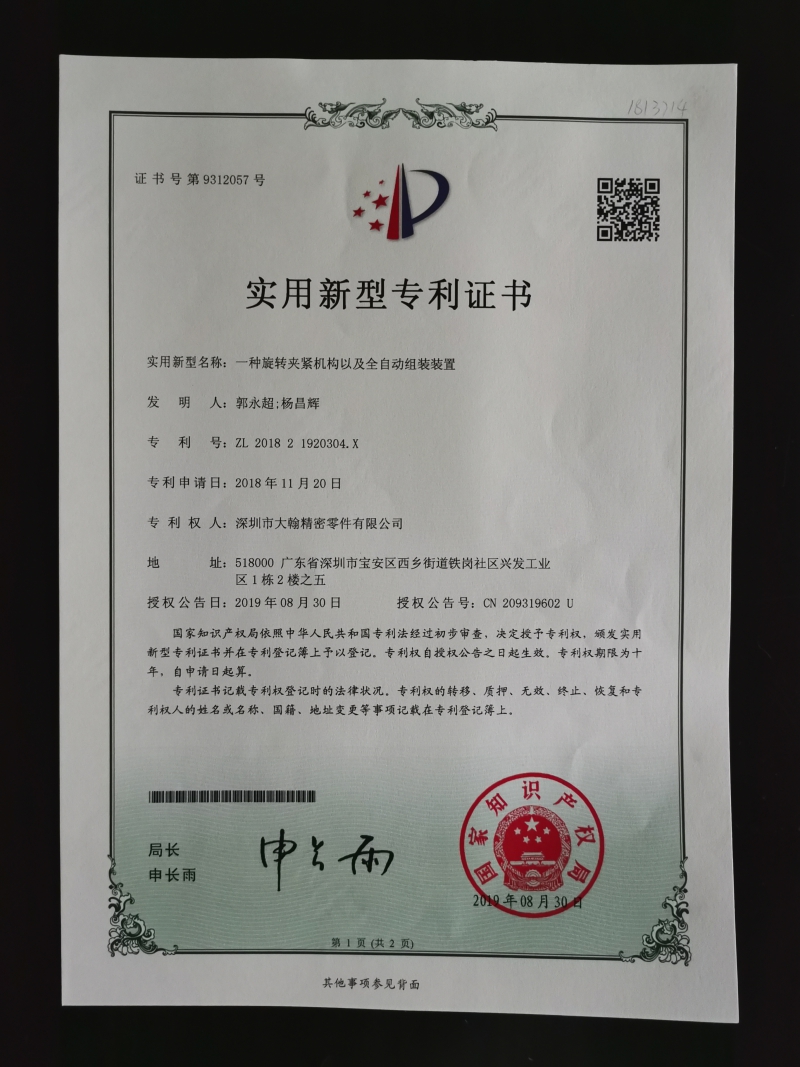 1813714
证书号第9312057号
实用新型专利证书
实用新型名称：一种旋转夹紧机构以及全自动组装装置
发明人：郭永超;杨昌辉
专利号：ZL 2018 2 1920304.X
专利申请日：2018年11月20日
专利权人：深圳市大翰精密零件有限公司
地址：518000 广东省深圳市宝安区西乡街道铁岗社区兴发工业
区1栋2楼之五
授权公告日：2019年08月30日 授权公告号：CN 209319602 U
国家知识产权局依照中华人民共和国专利法经过初步审查，决定授予专利权，颁发实用
新型专利证书并在专利登记簿上予以登记。专利权自授权公告之日起生效。专利权期限为十
年，自申请日起算。
专利证书记载专利权登记时的法律状况。专利权的转移、质押、无效、终止、恢复和专
利权人的姓名或名称、国籍、地址变更等事项记载在专利登记簿上。
局长
申长雨
申长雨
国家知识产权局
2019年08月30日
第1页(共2页)
其他事项参见背面